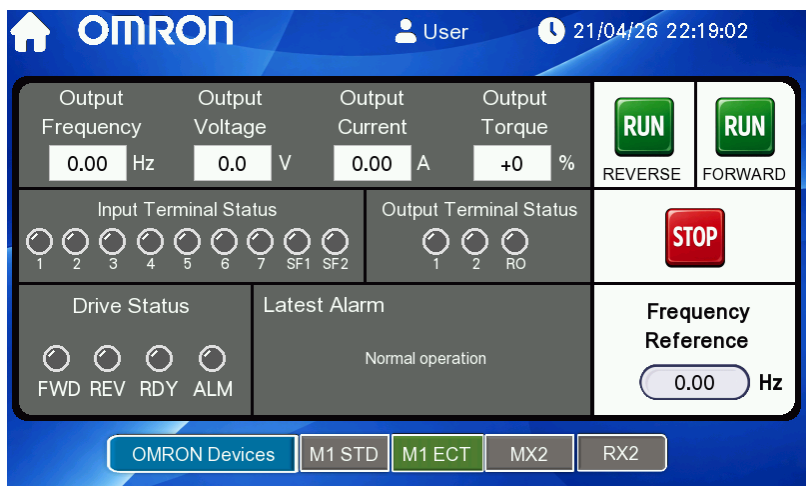 OMRON
User
21/04/26 22:19:02
Output Frequency
0.00 Hz
Output Voltage
0.0 V
Output Current
0.00 A
Output Torque
+0 %
RUN
REVERSE
RUN
FORWARD
Input Terminal Status
1 2 3 4 5 6 7 SF1 SF2
Output Terminal Status
1 2 RO
STOP
Drive Status
FWD REV RDY ALM
Latest Alarm
Normal operation
Frequency
Reference
0.00 Hz
OMRON Devices
M1 STD
M1 ECT
MX2
RX2